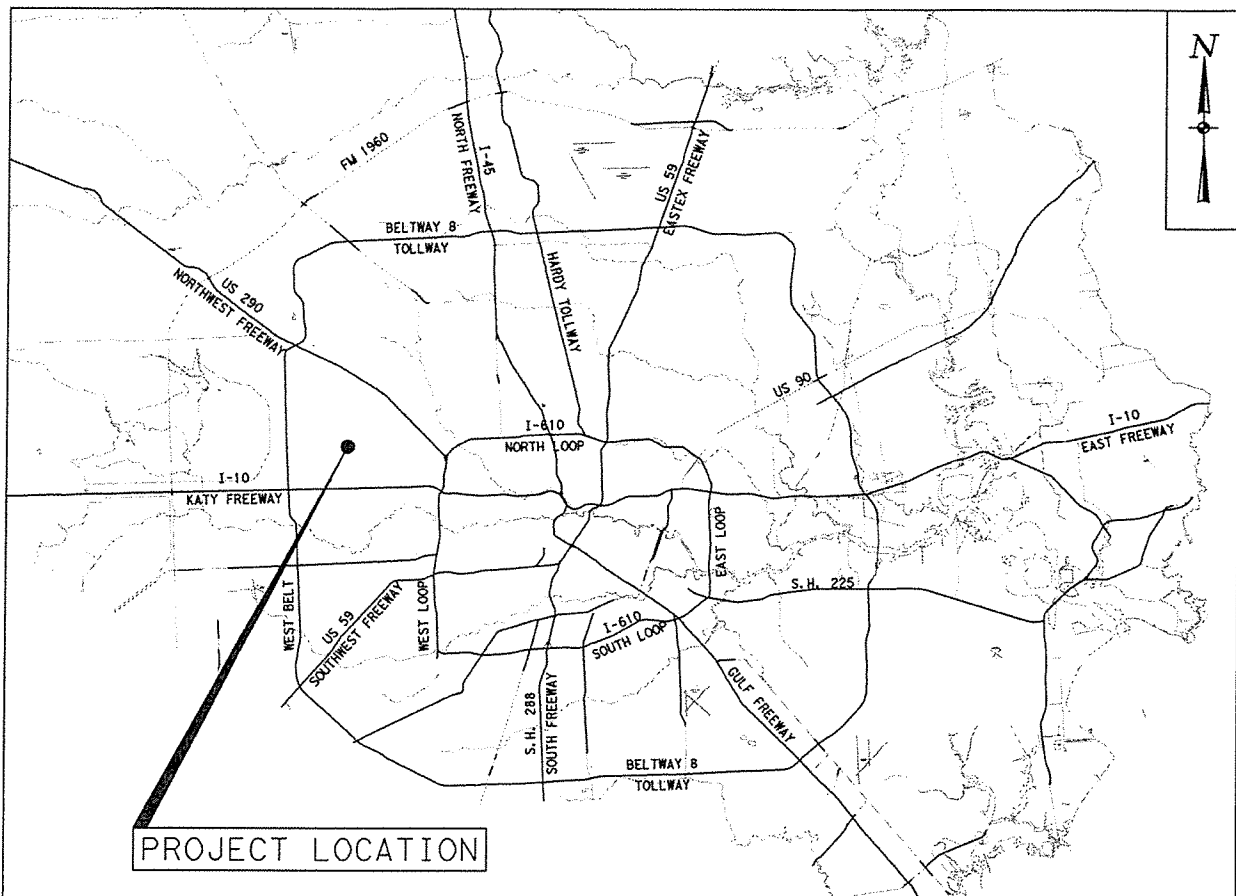 N
FM 1960
I-45
NORTH FREEWAY
US 59
EASTEX FREEWAY
BELTWAY 8
TOLLWAY
HARDY TOLLWAY
US 290
NORTHWEST FREEWAY
US 90
I-610
NORTH LOOP
I-10
EAST FREEWAY
I-10
KATY FREEWAY
EAST LOOP
S.H. 225
WEST BELT
US 59
SOUTHWEST FREEWAY
WEST LOOP
I-610
SOUTH LOOP
S.H. 288
SOUTH FREEWAY
GULF FREEWAY
BELTWAY 8
TOLLWAY
PROJECT LOCATION